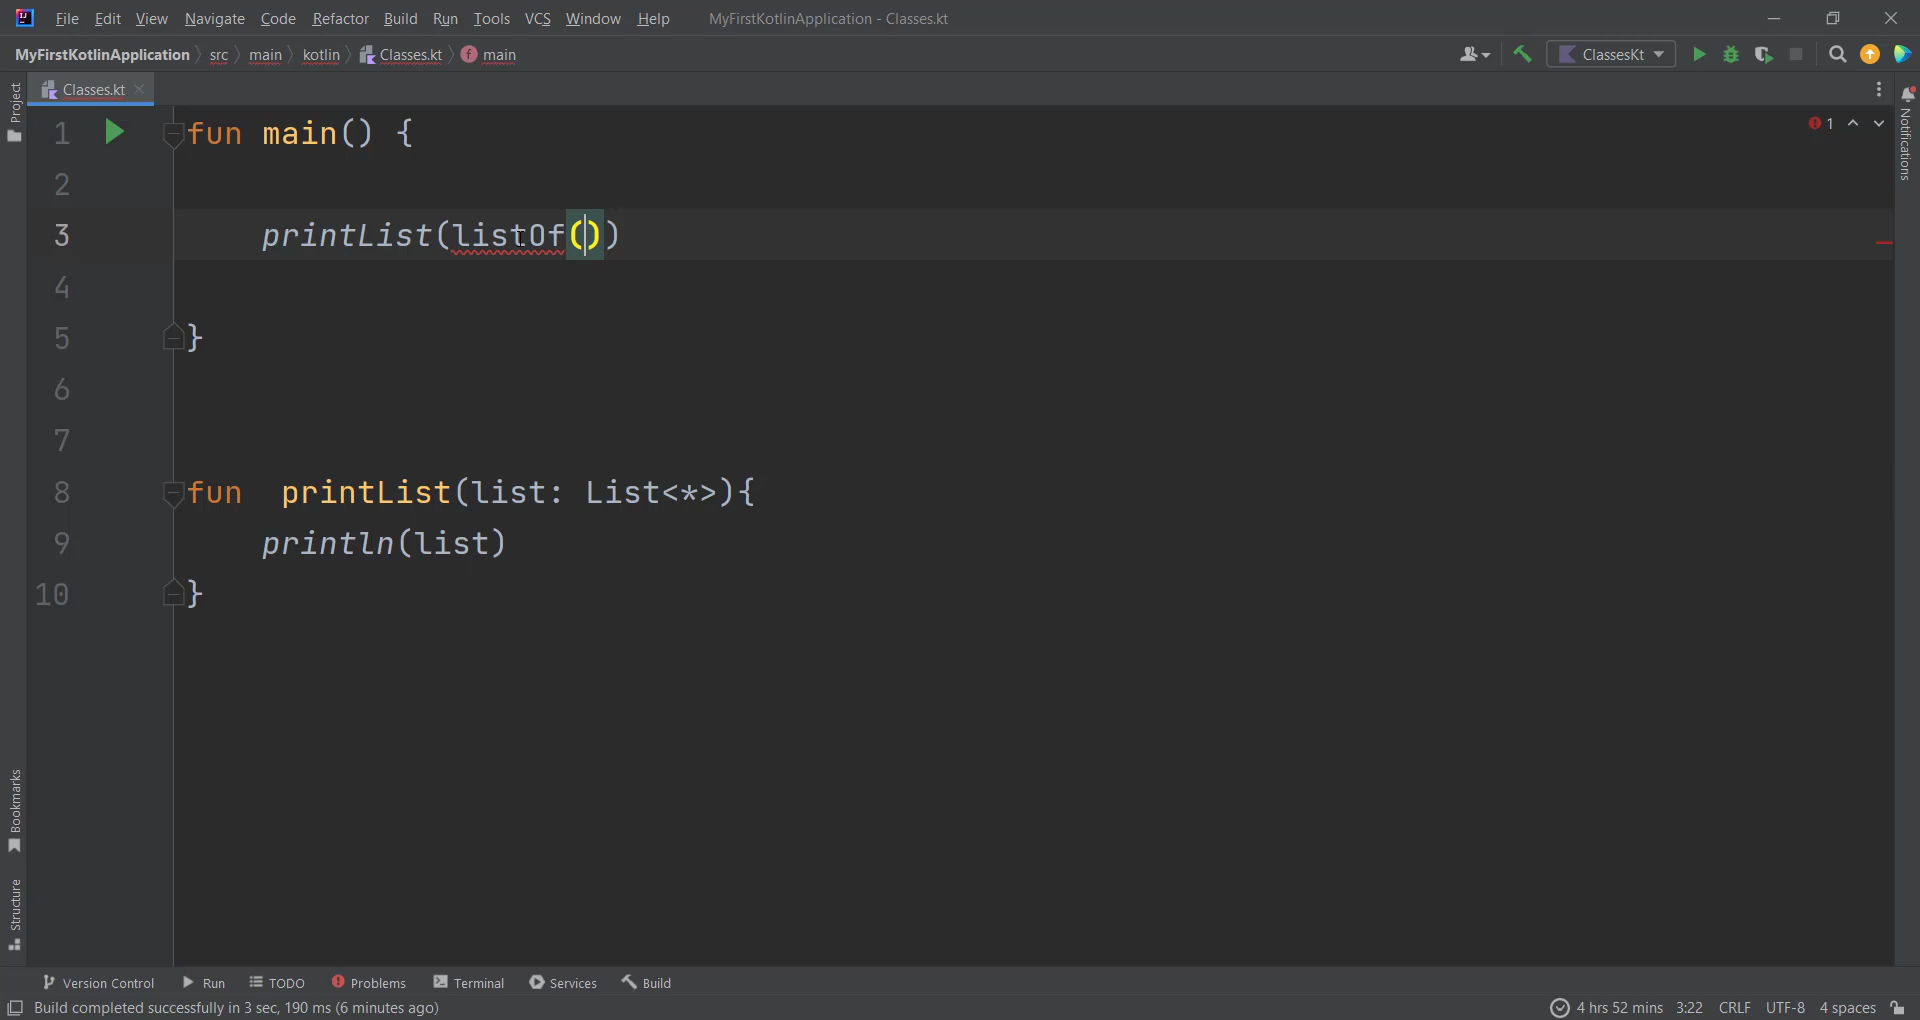 File Edit View Navigate Code Refactor Build Run Tools VCS Window Help MyFirstKotlinApplication - Classes.kt
MyFirstKotlinApplication src main kotlin Classes.kt main ClassesKt
Project
Classes.kt
Notifications
1 fun main() { 1
2
3 printList(listOf())
4
5 }
6
7
8 fun  printList(list: List<*>){
9 println(list)
10 }
Bookmarks
Structure
Version Control Run TODO Problems Terminal Services Build
Build completed successfully in 3 sec, 190 ms (6 minutes ago) 4 hrs 52 mins 3:22 CRLF UTF-8 4 spaces